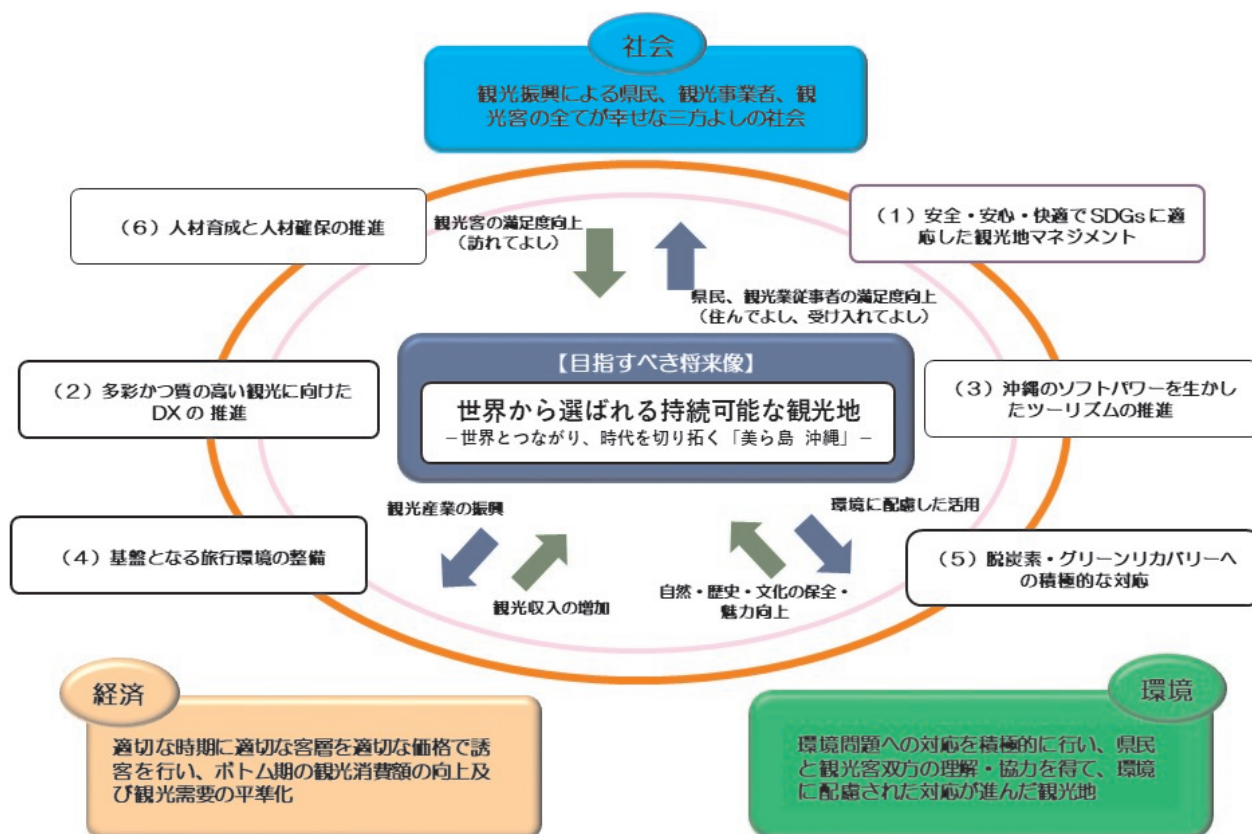 社会
観光振興による県民、観光事業者、観
光客の全てが幸せな三方よしの社会
（6）人材育成と人材確保の推進
観光客の満足度向上
（訪れてよし）
（1）安全・安心・快適でSDGsに適
応した観光地マネジメント
県民、観光業従事者の満足度向上
（住んでよし、受け入れてよし）
【目指すべき将来像】
世界から選ばれる持続可能な観光地
－世界とつながり、時代を切り拓く「美ら島 沖縄」－
（2）多彩かつ質の高い観光に向けた
DXの 推進
（3）沖縄のソフトパワーを生かし
たツーリズムの推進
観光産業の振興
環境に配慮した活用
（4）基盤となる旅行環境の整備
（5）脱炭素・グリーンリカバリーへ
の積極的な対応
観光収入の増加
自然・歴史・文化の保全・
魅力向上
経済
適切な時期に適切な客層を適切な価格で誘
客を行い、ボトム期の観光消費額の向上及
び観光需要の平準化
環境
環境問題への対応を積極的に行い、県民
と観光客双方の理解・協力を得て、環境
に配慮された対応が進んだ観光地